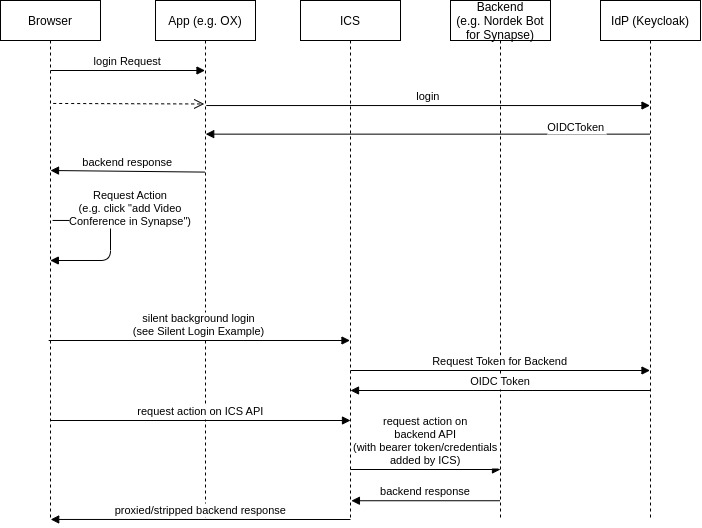 Browser
App (e.g. OX)
ICS
Backend
(e.g. Nordek Bot
for Synapse)
IdP (Keycloak)
login Request
login
OIDCToken
backend response
Request Action
(e.g. click "add Video
Conference in Synapse")
silent background login
(see Silent Login Example)
Request Token for Backend
OIDC Token
request action on ICS API
request action on
backend API
(with bearer token/credentials
added by ICS)
backend response
proxied/stripped backend response